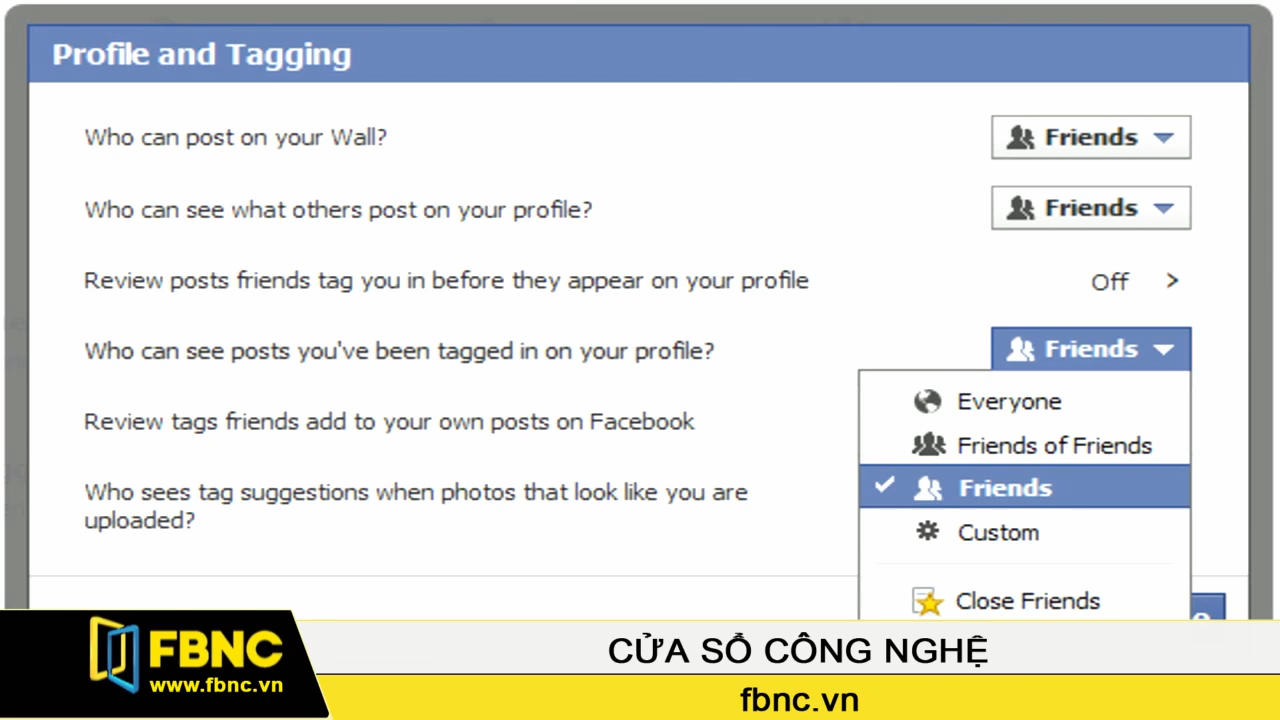 Profile and Tagging
Who can post on your Wall?
Friends
Who can see what others post on your profile?
Friends
Review posts friends tag you in before they appear on your profile
Off >
Who can see posts you've been tagged in on your profile?
Friends
Everyone
Friends of Friends
Review tags friends add to your own posts on Facebook
Friends
Who sees tag suggestions when photos that look like you are
uploaded?
Custom
Close Friends
FBNC
www.fbnc.vn
CỬA SỔ CÔNG NGHỆ
fbnc.vn